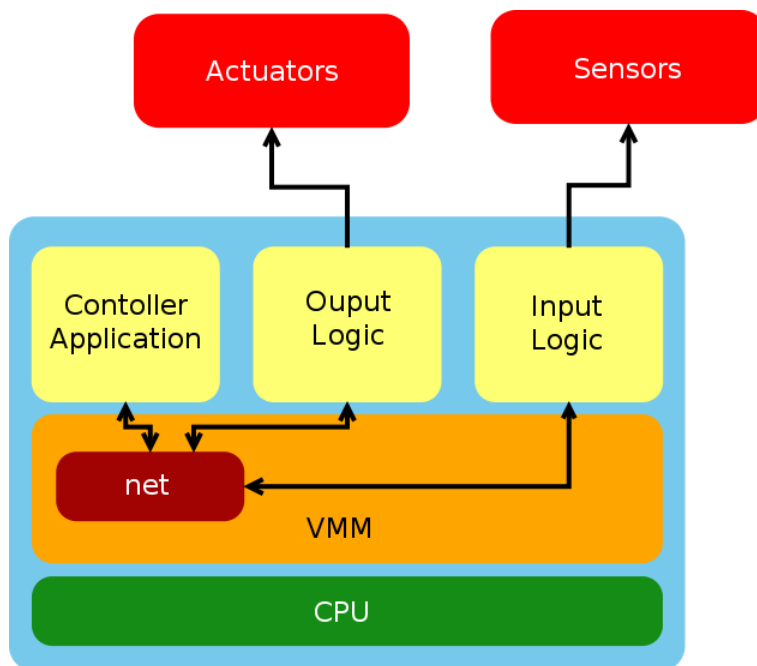 Actuators
Sensors
Contoller
Application
Ouput
Logic
Input
Logic
net
VMM
CPU